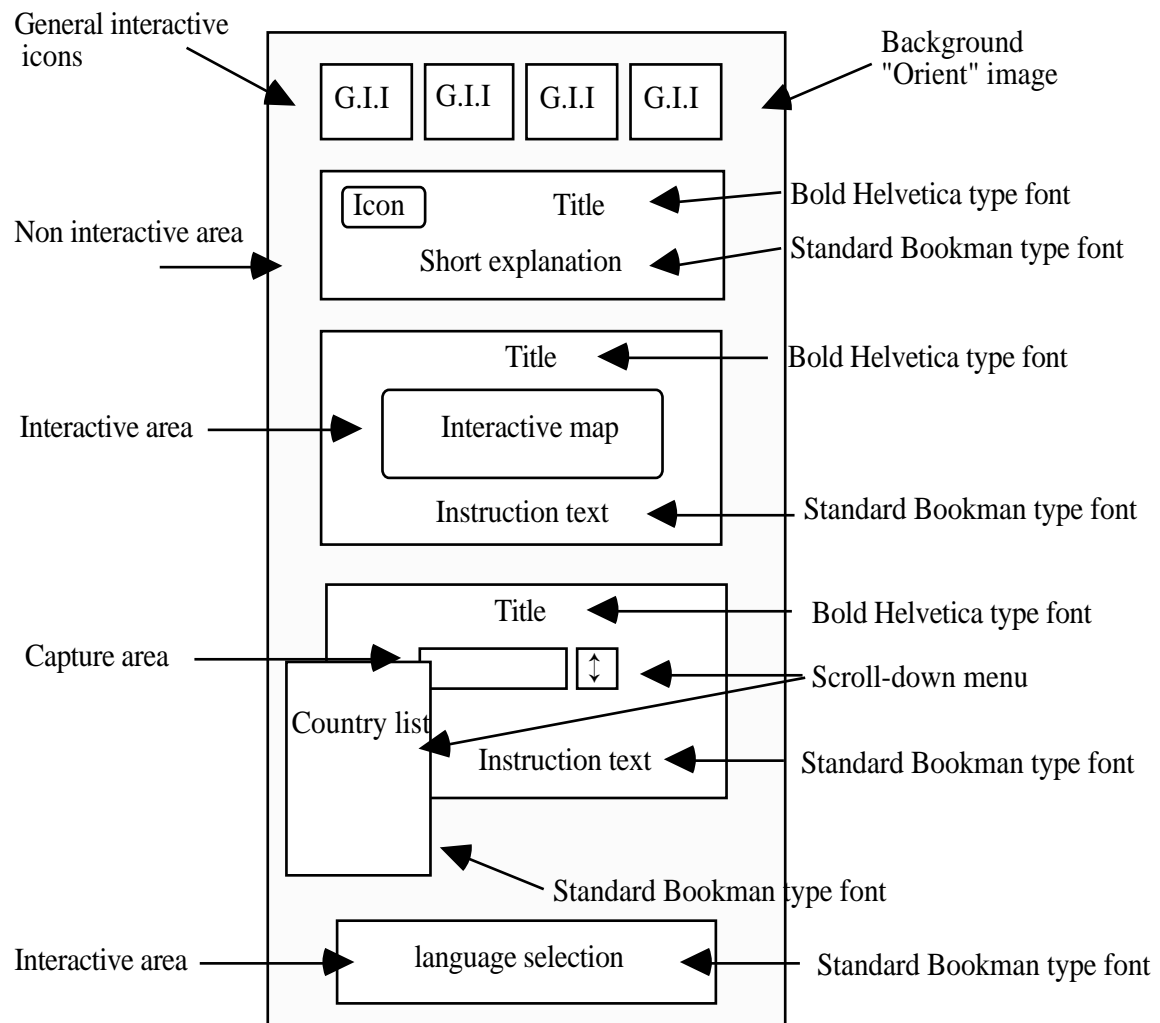 General interactive
icons
Background
"Orient" image
G.I.I
G.I.I
G.I.I
G.I.I
Icon
Title
Bold Helvetica type font
Non interactive area
Short explanation
Standard Bookman type font
Title
Bold Helvetica type font
Interactive area
Interactive map
Instruction text
Standard Bookman type font
Title
Bold Helvetica type font
Capture area
Scroll-down menu
Country list
Instruction text
Standard Bookman type font
Standard Bookman type font
Interactive area
language selection
Standard Bookman type font